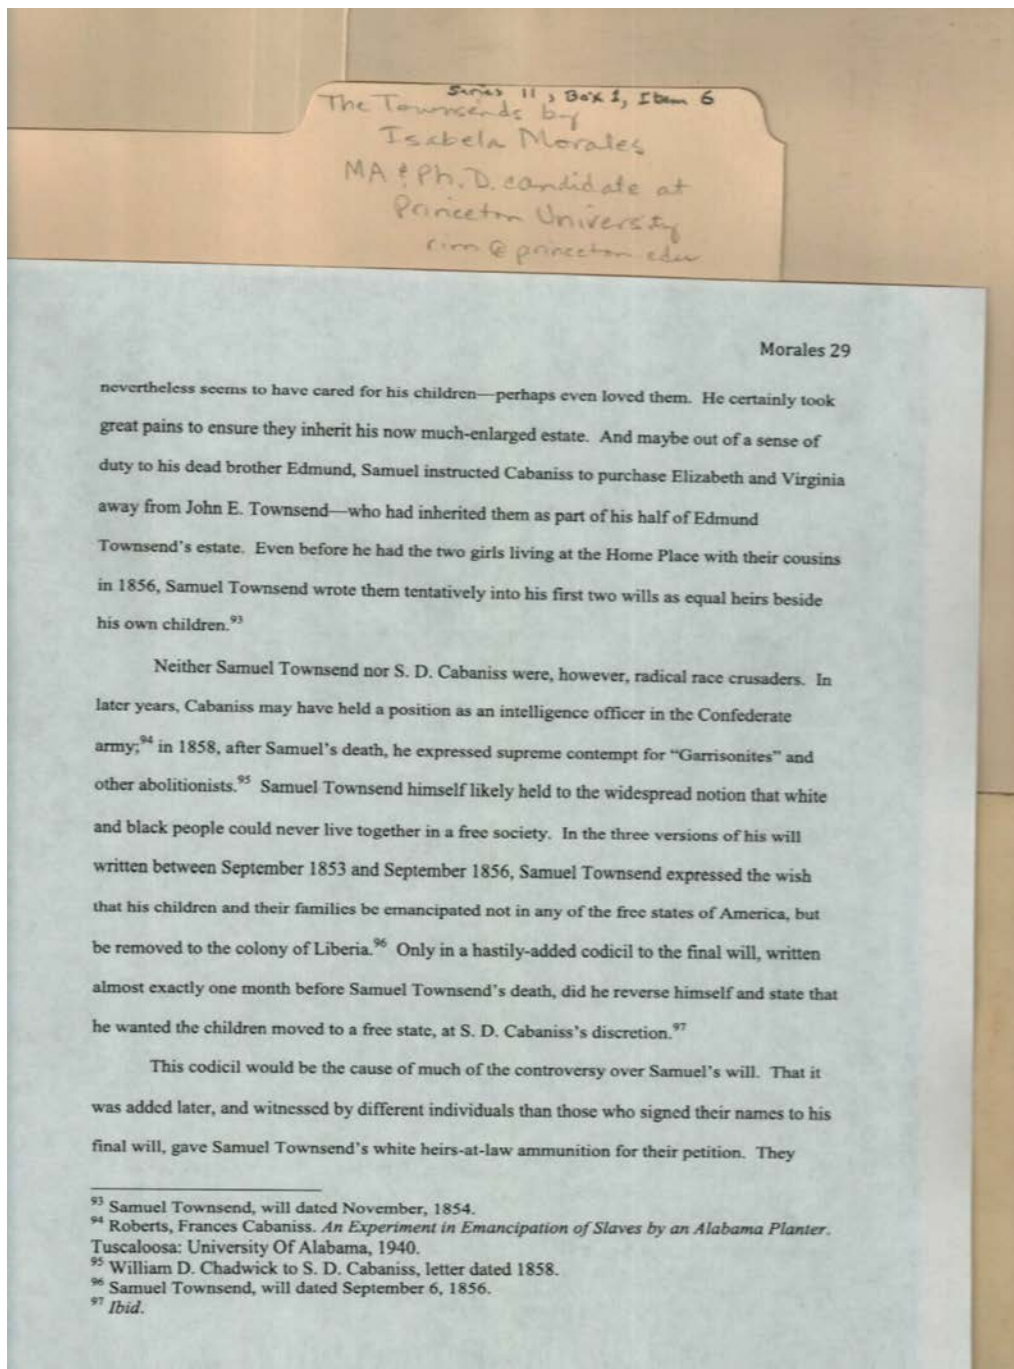 Series 11, Box 1, Item 6
The Townsends by
Isabela Morales
MA & Ph.D. candidate at
Princeton University
@ princeton edu
Morales 29
nevertheless seems to have cared for his children—perhaps even loved them. He certainly took
great pains to ensure they inherit his now much-enlarged estate. And maybe out of a sense of
duty to his dead brother Edmund, Samuel instructed Cabaniss to purchase Elizabeth and Virginia
away from John E. Townsend—who had inherited them as part of his half of Edmund
Townsend's estate. Even before he had the two girls living at the Home Place with their cousins
in 1856, Samuel Townsend wrote them tentatively into his first two wills as equal heirs beside
his own children.93
Neither Samuel Townsend nor S. D. Cabaniss were, however, radical race crusaders. In
later years, Cabaniss may have held a position as an intelligence officer in the Confederate
army;94 in 1858, after Samuel's death, he expressed supreme contempt for "Garrisonites" and
other abolitionists.95 Samuel Townsend himself likely held to the widespread notion that white
and black people could never live together in a free society. In the three versions of his will
written between September 1853 and September 1856, Samuel Townsend expressed the wish
that his children and their families be emancipated not in any of the free states of America, but
be removed to the colony of Liberia.96 Only in a hastily-added codicil to the final will, written
almost exactly one month before Samuel Townsend's death, did he reverse himself and state that
he wanted the children moved to a free state, at S. D. Cabaniss's discretion.97
This codicil would be the cause of much of the controversy over Samuel's will. That it
was added later, and witnessed by different individuals than those who signed their names to his
final will, gave Samuel Townsend's white heirs-at-law ammunition for their petition. They
93 Samuel Townsend, will dated November, 1854.
94 Roberts, Frances Cabaniss. An Experiment in Emancipation of Slaves by an Alabama Planter.
Tuscaloosa: University Of Alabama, 1940.
95 William D. Chadwick to S. D. Cabaniss, letter dated 1858.
96 Samuel Townsend, will dated September 6, 1856.
97 Ibid.